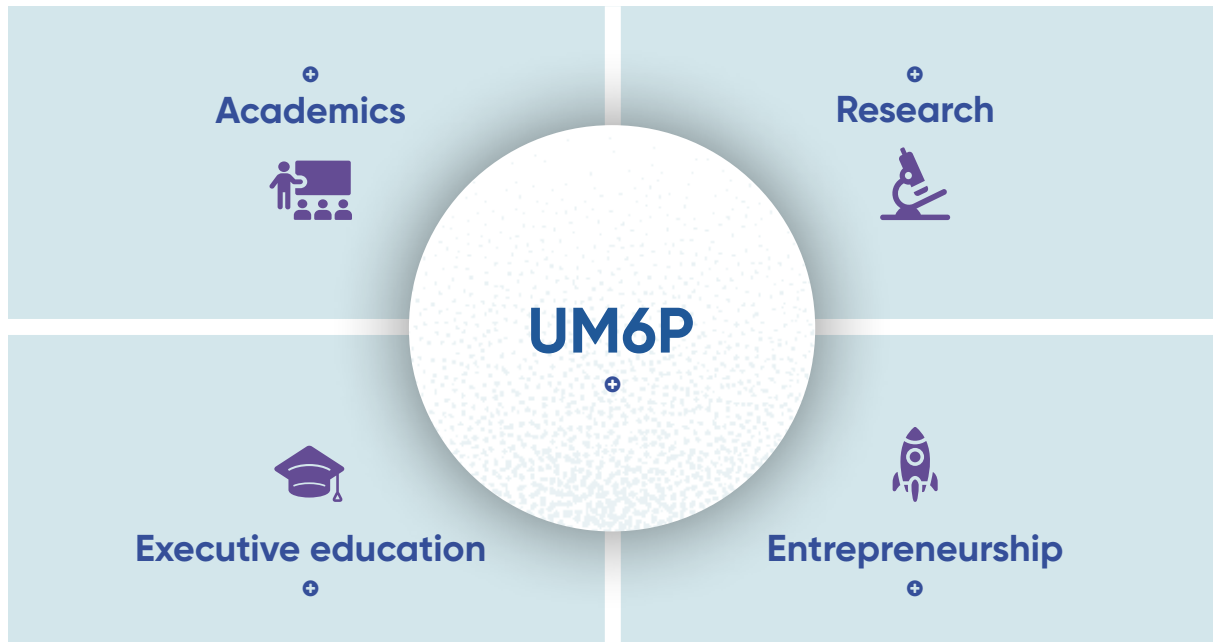 Academics
Research
UM6P
Executive education
Entrepreneurship